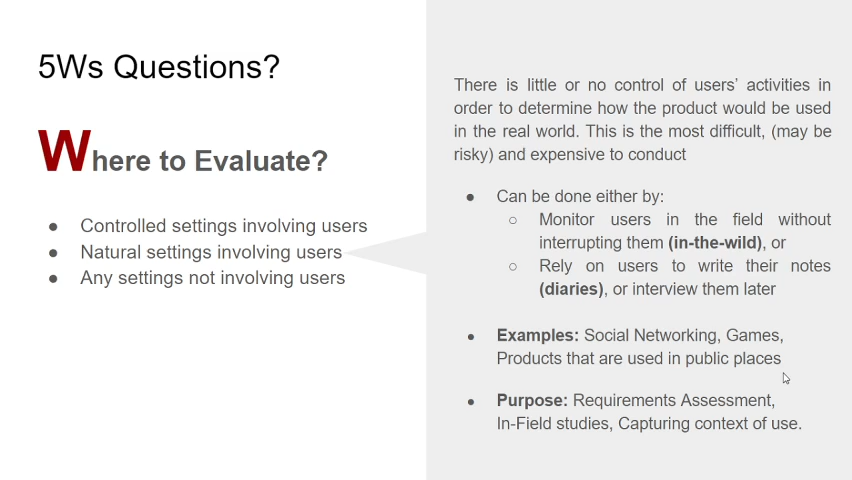 5Ws Questions?
Where to Evaluate?
● Controlled settings involving users
● Natural settings involving users
● Any settings not involving users
There is little or no control of users’ activities in
order to determine how the product would be used
in the real world. This is the most difficult, (may be
risky) and expensive to conduct
● Can be done either by:
○ Monitor users in the field without
interrupting them (in-the-wild), or
○ Rely on users to write their notes
(diaries), or interview them later
● Examples: Social Networking, Games,
Products that are used in public places
● Purpose: Requirements Assessment,
In-Field studies, Capturing context of use.